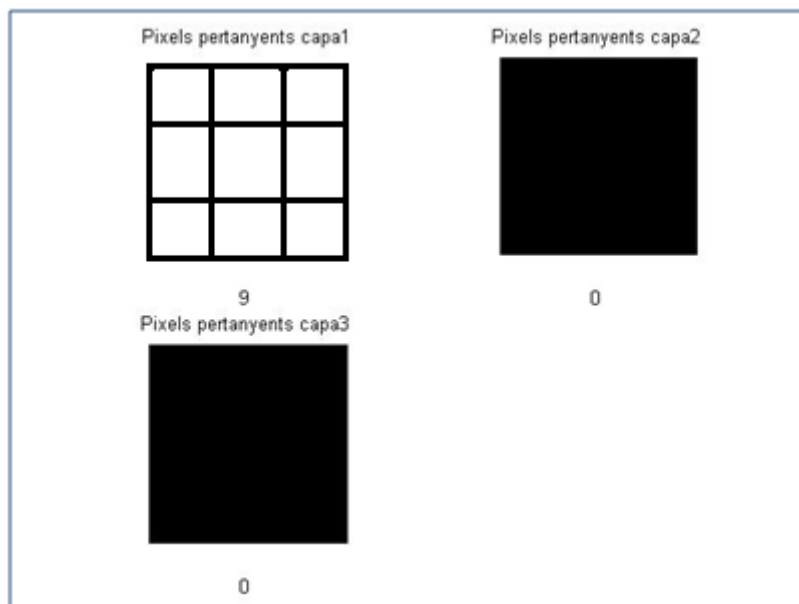 Pixels pertanyents capa1
Pixels pertanyents capa2
9
0
Pixels pertanyents capa3
0